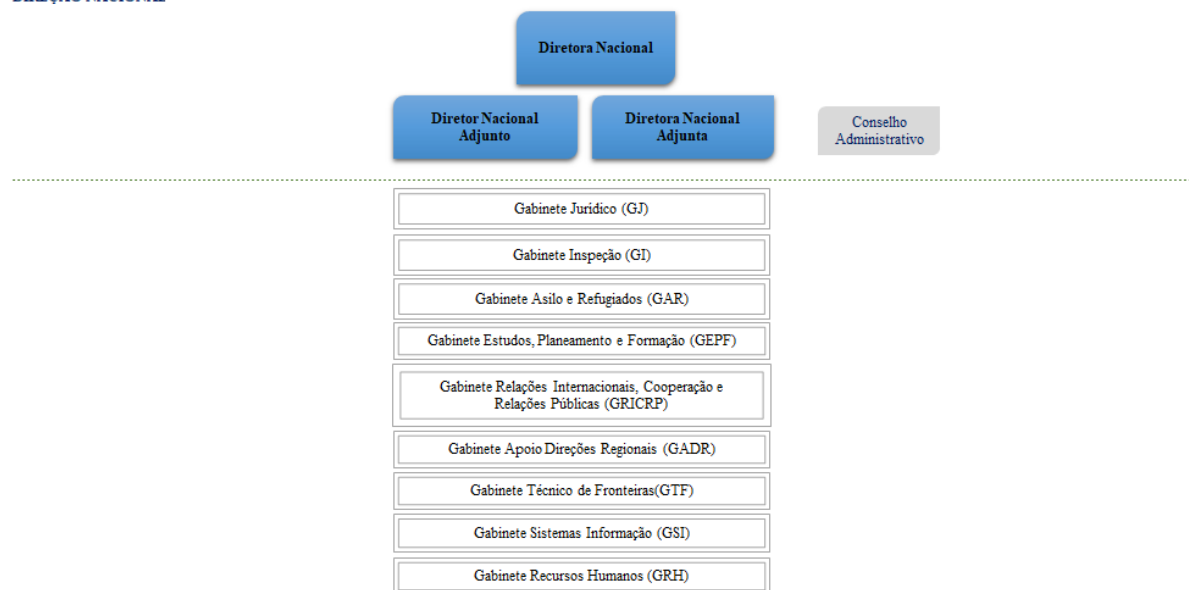 Diretora Nacional
Diretor Nacional
Adjunto
Diretora Nacional
Adjunta
Conselho
Administrativo
Gabinete Jurídico (GJ)
Gabinete Inspeção (GI)
Gabinete Asilo e Refugiados (GAR)
Gabinete Estudos, Planeamento e Formação (GEPF)
Gabinete Relações Internacionais, Cooperação e
Relações Públicas (GRICRP)
Gabinete Apoio Direções Regionais (GADR)
Gabinete Técnico de Fronteiras(GTF)
Gabinete Sistemas Informação (GSI)
Gabinete Recursos Humanos (GRH)